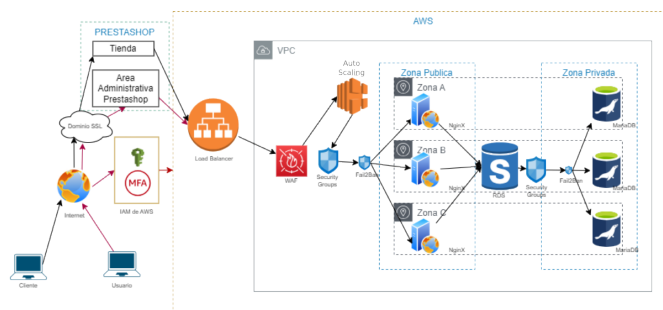 AWS
PRESTASHOP
Tienda
Area
Administrativa
Prestashop
Dominio SSL
Internet
MFA
IAM de AWS
Cliente
Usuario
Load Balancer
VPC
WAF
Auto
Scaling
Security
Groups
Fail2Ban
Zona Publica
Zona A
NginX
Zona B
NginX
Zona C
NginX
S
RDS
Security
Groups
Fail2Ban
Zona Privada
MariaDB
MariaDB
MariaDB